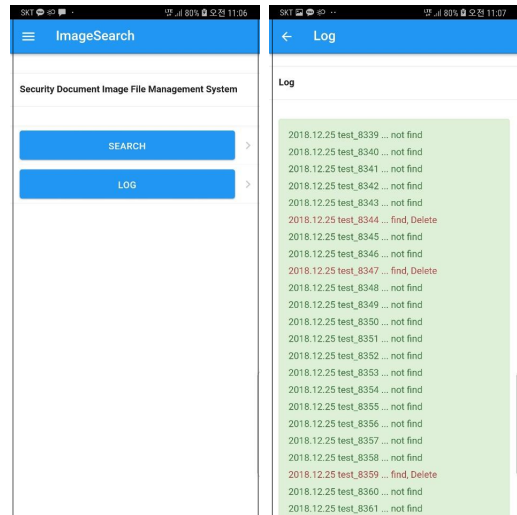 SKT
80% 오전 11:06
ImageSearch
Security Document Image File Management System
SEARCH
LOG
SKT
80% 오전 11:07
Log
Log
2018.12.25 test_8339 ... not find
2018.12.25 test_8340 ... not find
2018.12.25 test_8341 ... not find
2018.12.25 test_8342 ... not find
2018.12.25 test_8343 ... not find
2018.12.25 test_8344 ... find, Delete
2018.12.25 test_8345 ... not find
2018.12.25 test_8346 ... not find
2018.12.25 test_8347 ... find, Delete
2018.12.25 test_8348 ... not find
2018.12.25 test_8349 ... not find
2018.12.25 test_8350 ... not find
2018.12.25 test_8351 ... not find
2018.12.25 test_8352 ... not find
2018.12.25 test_8353 ... not find
2018.12.25 test_8354 ... not find
2018.12.25 test_8355 ... not find
2018.12.25 test_8356 ... not find
2018.12.25 test_8357 ... not find
2018.12.25 test_8358 ... not find
2018.12.25 test_8359 ... find, Delete
2018.12.25 test_8360 ... not find
2018.12.25 test_8361 ... not find